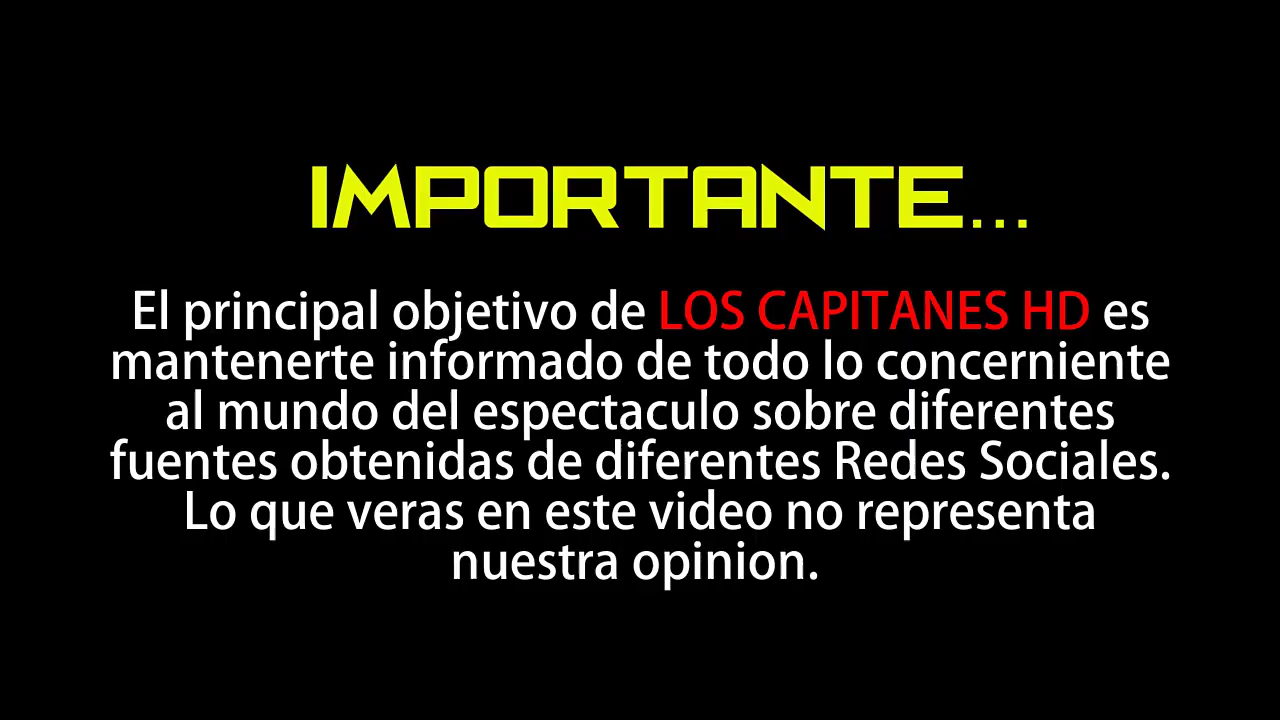 IMPORTANTE...
El principal objetivo de LOS CAPITANES HD es
mantenerte informado de todo lo concerniente
al mundo del espectaculo sobre diferentes
fuentes obtenidas de diferentes Redes Sociales.
Lo que veras en este video no representa
nuestra opinion.